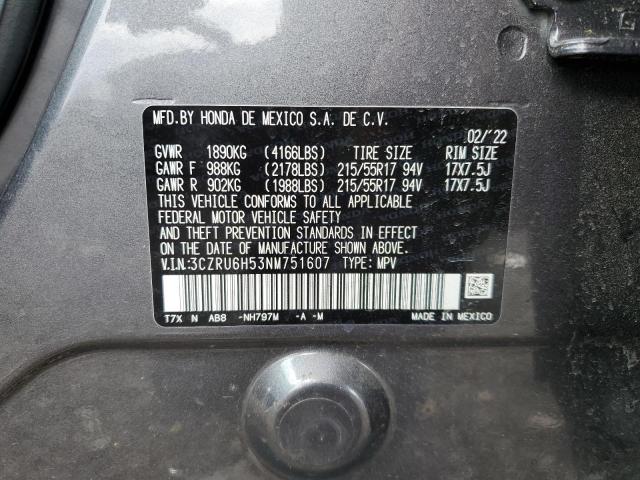 MFD.BY HONDA DE MEXICO S.A. DE C.V.
02/'22
GVWR 1890KG (4166LBS) TIRE SIZE RIM SIZE
GAWR F 988KG (2178LBS) 215/55R17 94V 17X7.5J
GAWR R 902KG (1988LBS) 215/55R17 94V 17X7.5J
THIS VEHICLE CONFORMS TO ALL APPLICABLE
FEDERAL MOTOR VEHICLE SAFETY
AND THEFT PREVENTION STANDARDS IN EFFECT
ON THE DATE OF MANUFACTURE SHOWN ABOVE.
V.I.N:3CZRU6H53NM751607 TYPE: MPV
T7X N AB8 -NH797M -A -M MADE IN MEXICO